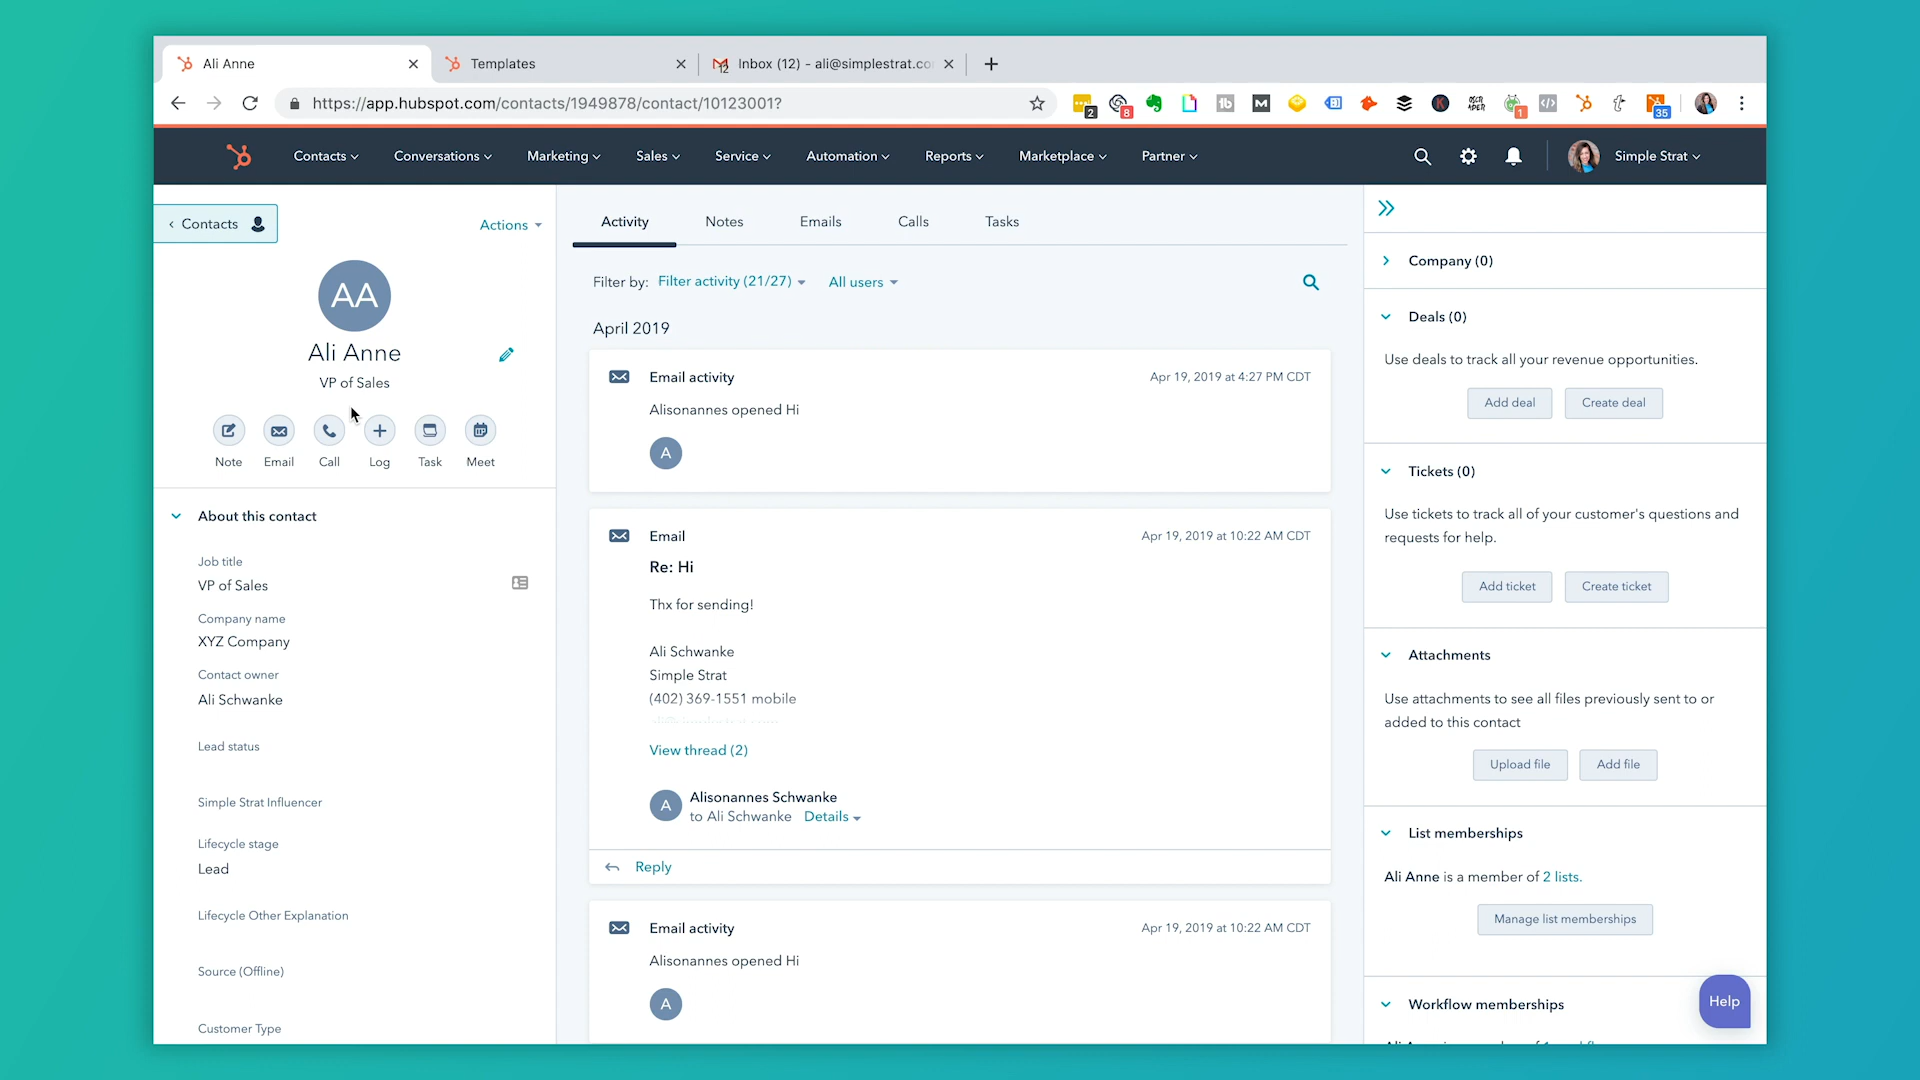 Ali Anne
Templates
Inbox (12) - ali@simplestrat.co
https://app.hubspot.com/contacts/1949878/contact/10123001?
2
8
1
35
Contacts
Conversations
Marketing
Sales
Service
Automation
Reports
Marketplace
Partner
Simple Strat
Contacts
Actions
AA
Ali Anne
VP of Sales
Note
Email
Call
Log
Task
Meet
About this contact
Job title
VP of Sales
Company name
XYZ Company
Contact owner
Ali Schwanke
Lead status
Simple Strat Influencer
Lifecycle stage
Lead
Lifecycle Other Explanation
Source (Offline)
Customer Type
Activity
Notes
Emails
Calls
Tasks
Filter by: Filter activity (21/27) All users
April 2019
Email activity
Apr 19, 2019 at 4:27 PM CDT
Alisonannes opened Hi
A
Email
Apr 19, 2019 at 10:22 AM CDT
Re: Hi
Thx for sending!
Ali Schwanke
Simple Strat
(402) 369-1551 mobile
View thread (2)
A
Alisonannes Schwanke
to Ali Schwanke Details
Reply
Email activity
Apr 19, 2019 at 10:22 AM CDT
Alisonannes opened Hi
A
Company (0)
Deals (0)
Use deals to track all your revenue opportunities.
Add deal
Create deal
Tickets (0)
Use tickets to track all of your customer's questions and
requests for help.
Add ticket
Create ticket
Attachments
Use attachments to see all files previously sent to or
added to this contact
Upload file
Add file
List memberships
Ali Anne is a member of 2 lists.
Manage list memberships
Workflow memberships
Help